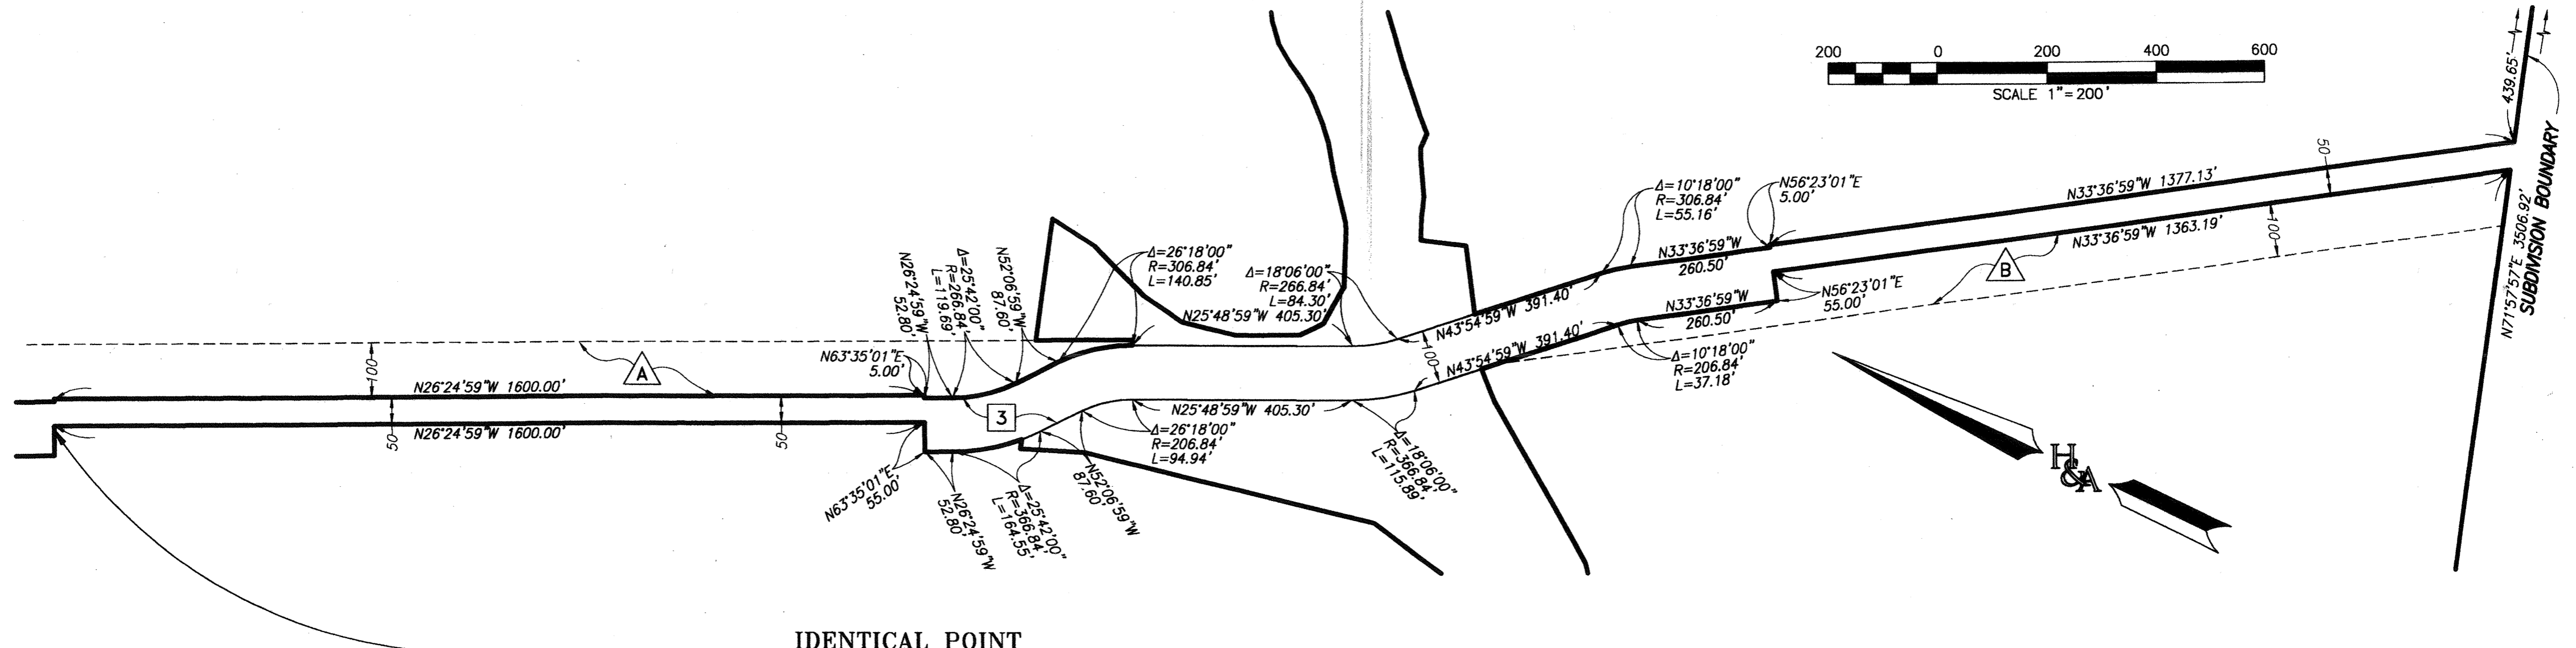 200 0 200 400 600
SCALE 1"=200'
439.65'
SUBDIVISION BOUNDARY
N71°57'57"E 3506.92'
50
N33°36'59"W 1377.13'
N33°36'59"W 1363.19'
100
B
N56°23'01"E
5.00'
Δ=10°18'00"
R=306.84'
L=55.16'
N33°36'59"W
260.50'
N33°36'59"W
260.50'
N56°23'01"E
55.00'
Δ=10°18'00"
R=206.84'
L=37.18'
N43°54'59"W 391.40'
100
N43°54'59"W 391.40'
Δ=18°06'00"
R=266.84'
L=84.30'
N25°48'59"W 405.30'
Δ=26°18'00"
R=306.84'
L=140.85'
N52°06'59"W
87.60'
Δ=25°42'00"
R=266.84'
L=119.69'
N26°24'59"W
52.80'
N63°35'01"E
5.00'
100
A
N26°24'59"W 1600.00'
50
50
N26°24'59"W 1600.00'
3
N25°48'59"W 405.30'
Δ=26°18'00"
R=206.84'
L=94.94'
Δ=18°06'00"
R=366.84'
L=115.89'
N52°06'59"W
87.60'
Δ=25°42'00"
R=366.84'
L=164.55'
N26°24'59"W
52.80'
N63°35'01"E
55.00'
H&A
IDENTICAL POINT